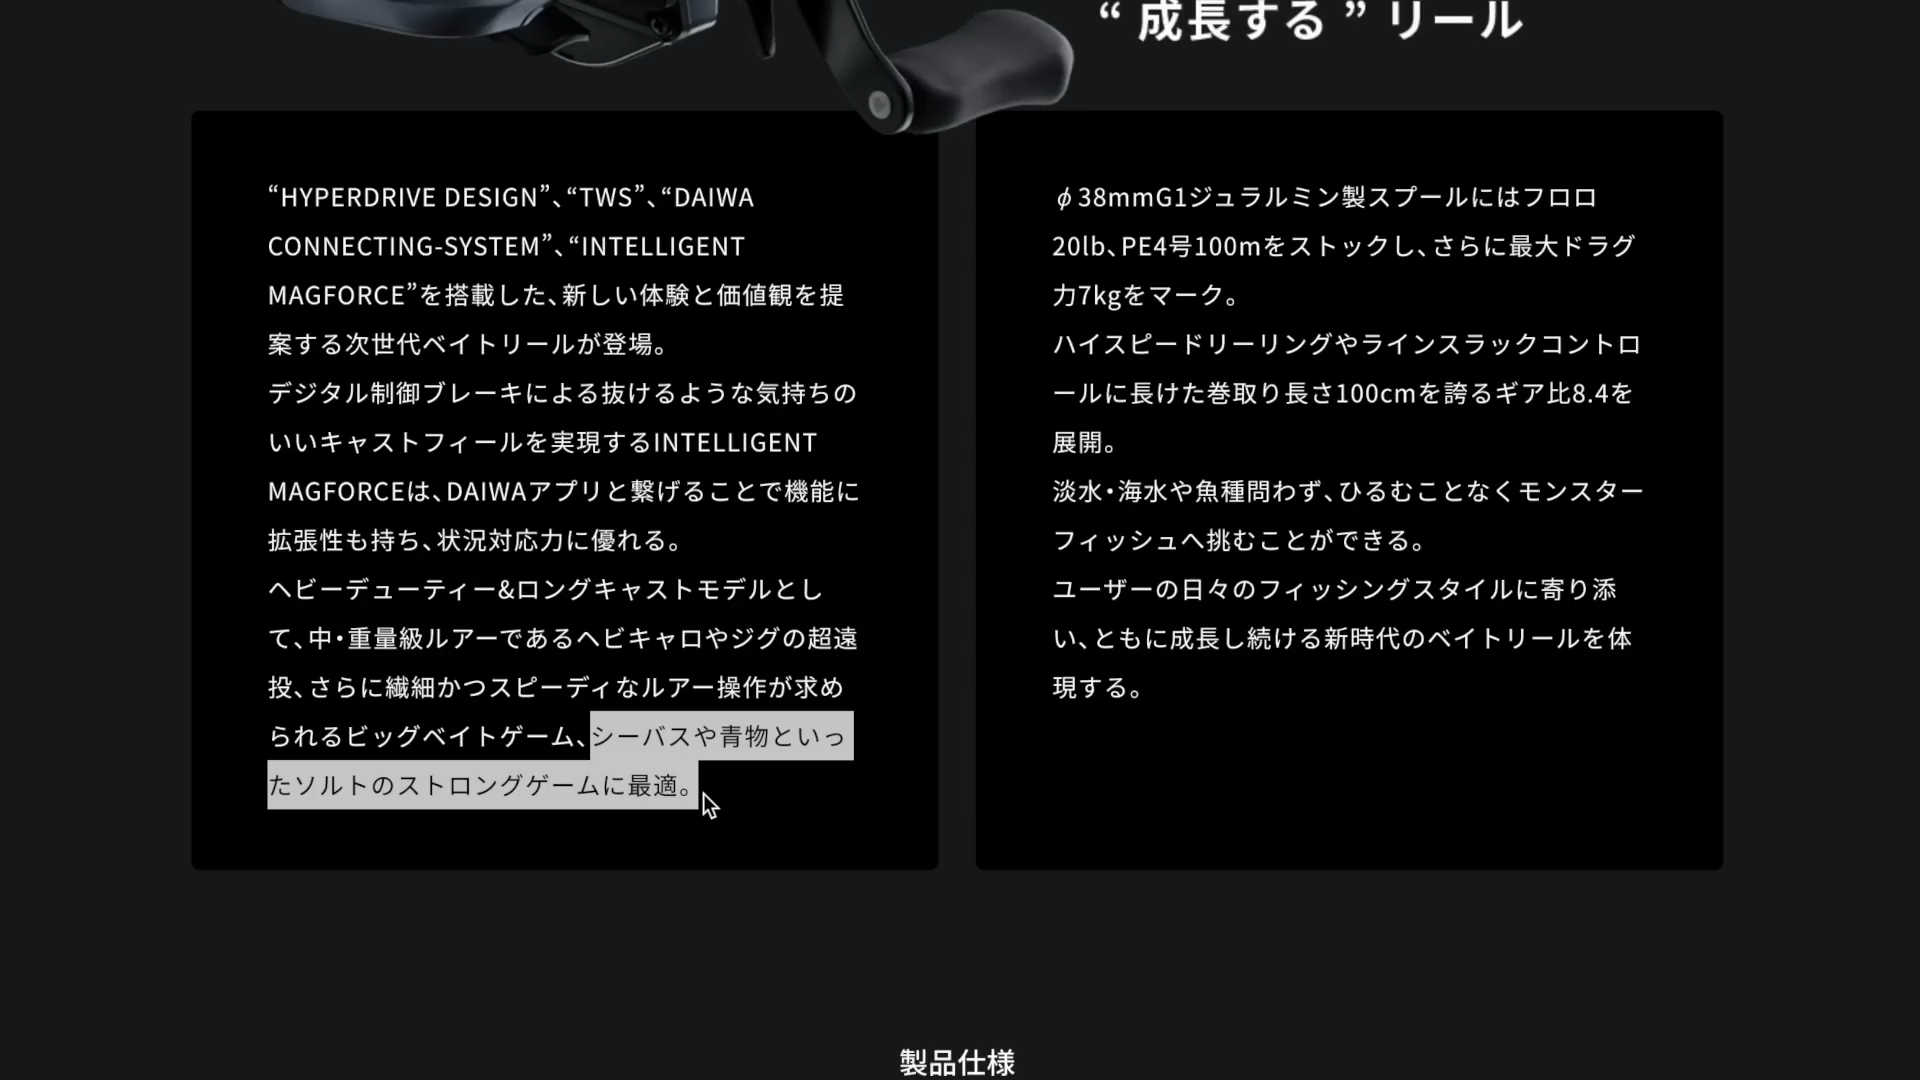 “ 成長する ” リール
“HYPERDRIVE DESIGN”、“TWS”、“DAIWA
CONNECTING-SYSTEM”、“INTELLIGENT
MAGFORCE”を搭載した、新しい体験と価値観を提
案する次世代ベイトリールが登場。
デジタル制御ブレーキによる抜けるような気持ちの
いいキャストフィールを実現するINTELLIGENT
MAGFORCEは、DAIWAアプリと繋げることで機能に
拡張性も持ち、状況対応力に優れる。
ヘビーデューティー&ロングキャストモデルとし
て、中・重量級ルアーであるヘビキャロやジグの超遠
投、さらに繊細かつスピーディなルアー操作が求め
られるビッグベイトゲーム、シーバスや青物といっ
たソルトのストロングゲームに最適。
φ38mmG1ジュラルミン製スプールにはフロロ
20lb、PE4号100mをストックし、さらに最大ドラグ
力7kgをマーク。
ハイスピードリーリングやラインスラックコントロ
ールに長けた巻取り長さ100cmを誇るギア比8.4を
展開。
淡水・海水や魚種問わず、ひるむことなくモンスター
フィッシュへ挑むことができる。
ユーザーの日々のフィッシングスタイルに寄り添
い、ともに成長し続ける新時代のベイトリールを体
現する。
製品仕様